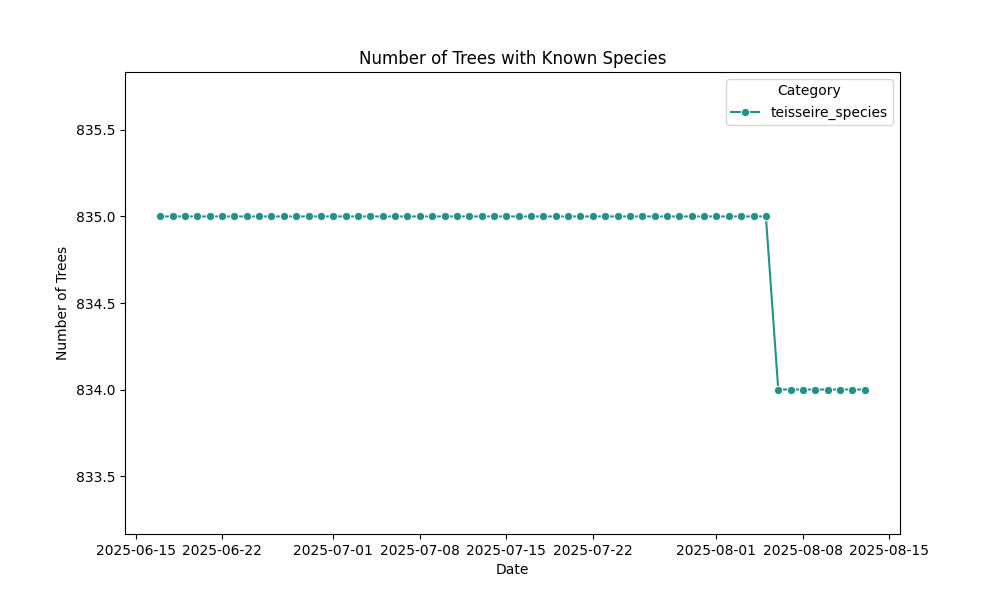 Number of Trees with Known Species
Category
teisseire_species
835.5
835.0
834.5
834.0
833.5
Number of Trees
2025-06-15 2025-06-22 2025-07-01 2025-07-08 2025-07-15 2025-07-22 2025-08-01 2025-08-08 2025-08-15
Date